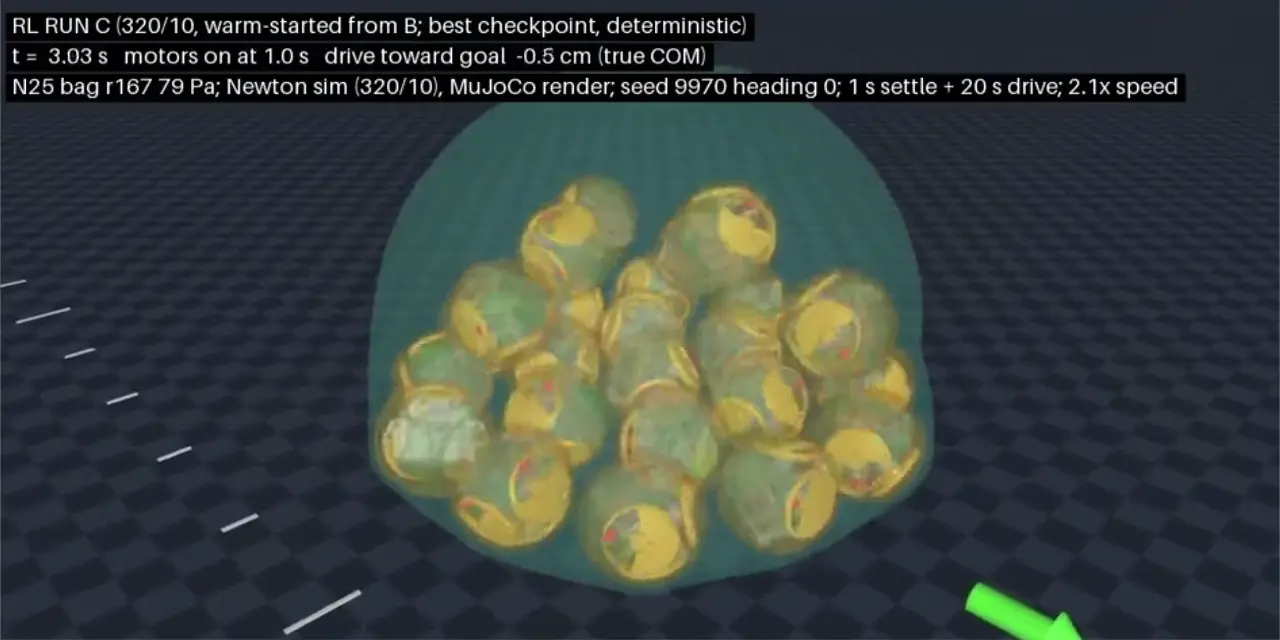 RL RUN C (320/10, warm-started from B; best checkpoint, deterministic)
t = 3.03 s motors on at 1.0 s drive toward goal -0.5 cm (true COM)
N25 bag r167 79 Pa; Newton sim (320/10), MuJoCo render; seed 9970 heading 0; 1 s settle + 20 s drive; 2.1x speed